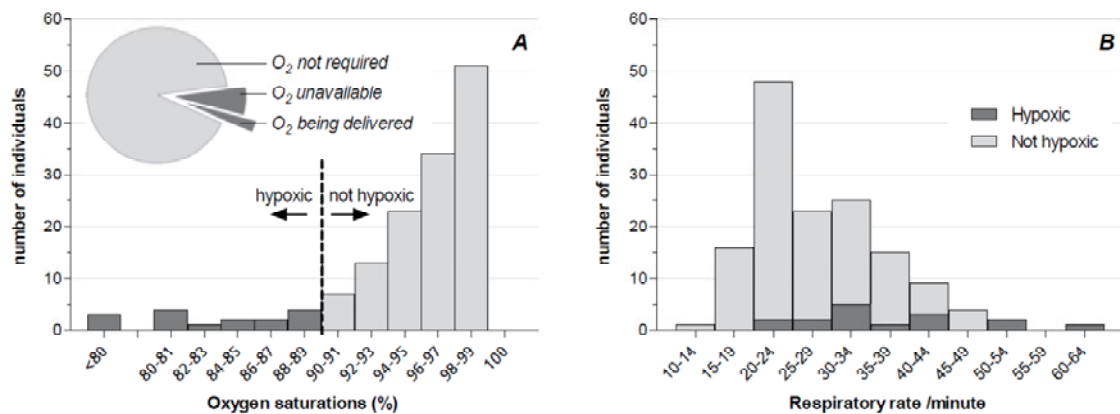 A
60
50
40
30
20
10
0
number of individuals
O2 not required
O2 unavailable
O2 being delivered
hypoxic
not hypoxic
<80
80-81
82-83
84-85
86-87
88-89
90-91
92-93
94-95
96-97
98-99
100
Oxygen saturations (%)
B
60
50
40
30
20
10
0
number of individuals
Hypoxic
Not hypoxic
10-14
15-19
20-24
25-29
30-34
35-39
40-44
45-49
50-54
55-59
60-64
Respiratory rate /minute